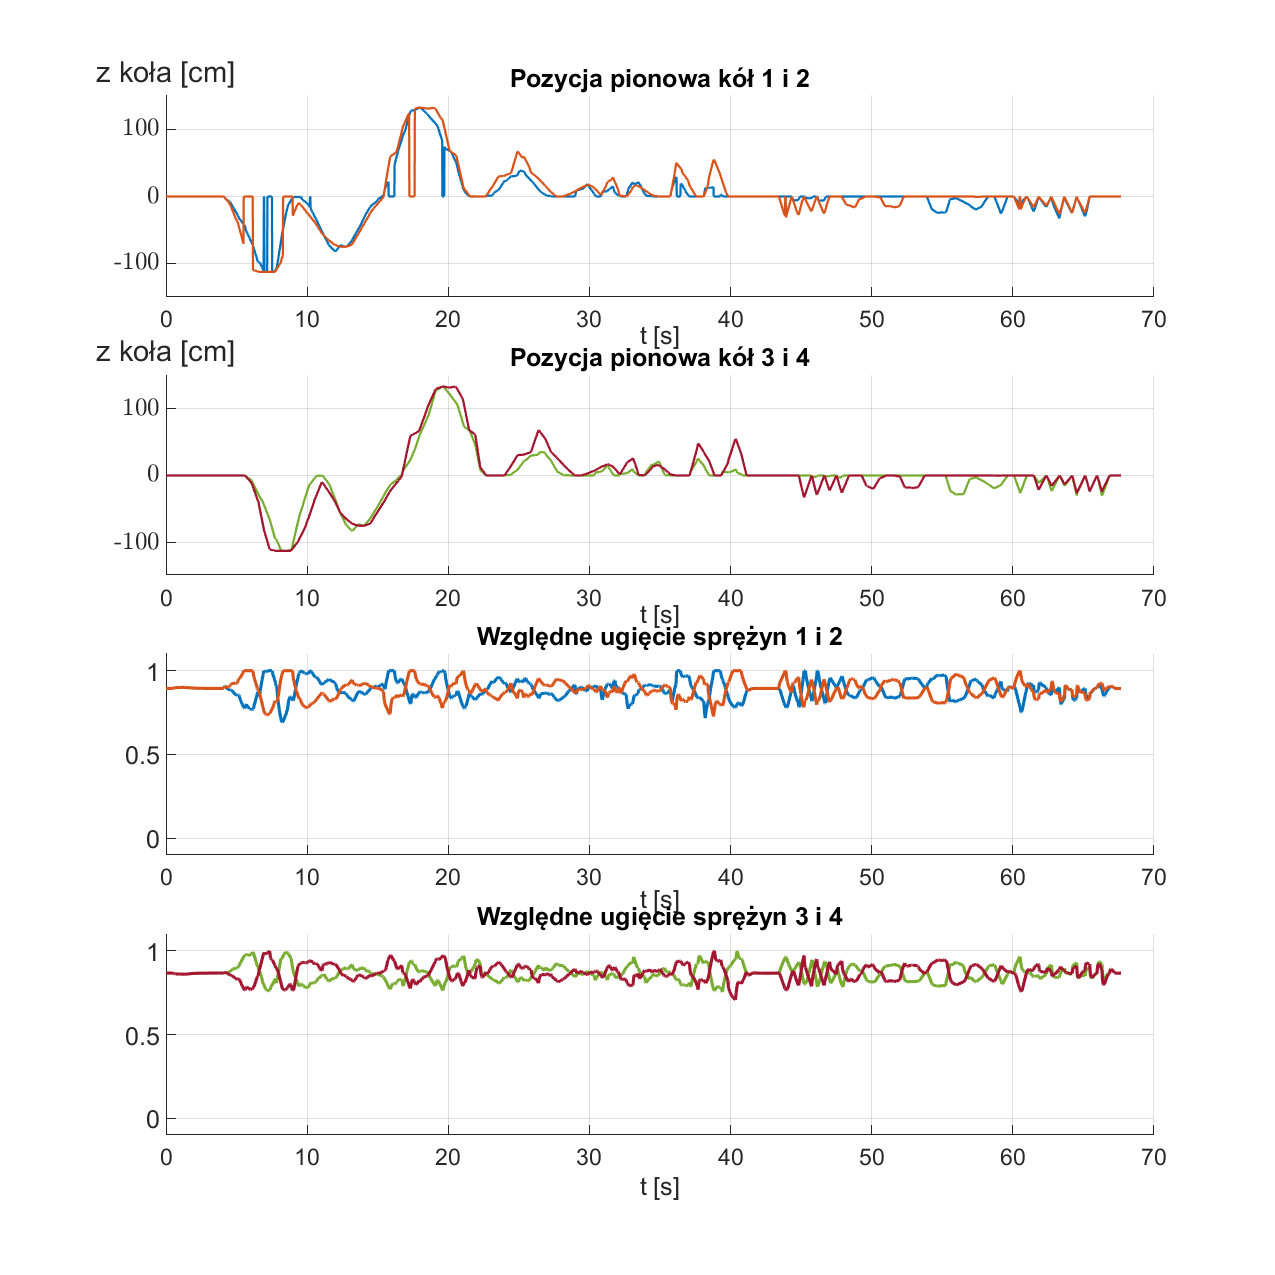 z koła [cm]
Pozycja pionowa kół 1 i 2
100
0
-100
0 10 20 30 40 50 60 70
t [s]
z koła [cm]
Pozycja pionowa kół 3 i 4
100
0
-100
0 10 20 30 40 50 60 70
t [s]
Względne ugięcie sprężyn 1 i 2
1
0.5
0
0 10 20 30 40 50 60 70
t [s]
Względne ugięcie sprężyn 3 i 4
1
0.5
0
0 10 20 30 40 50 60 70
t [s]